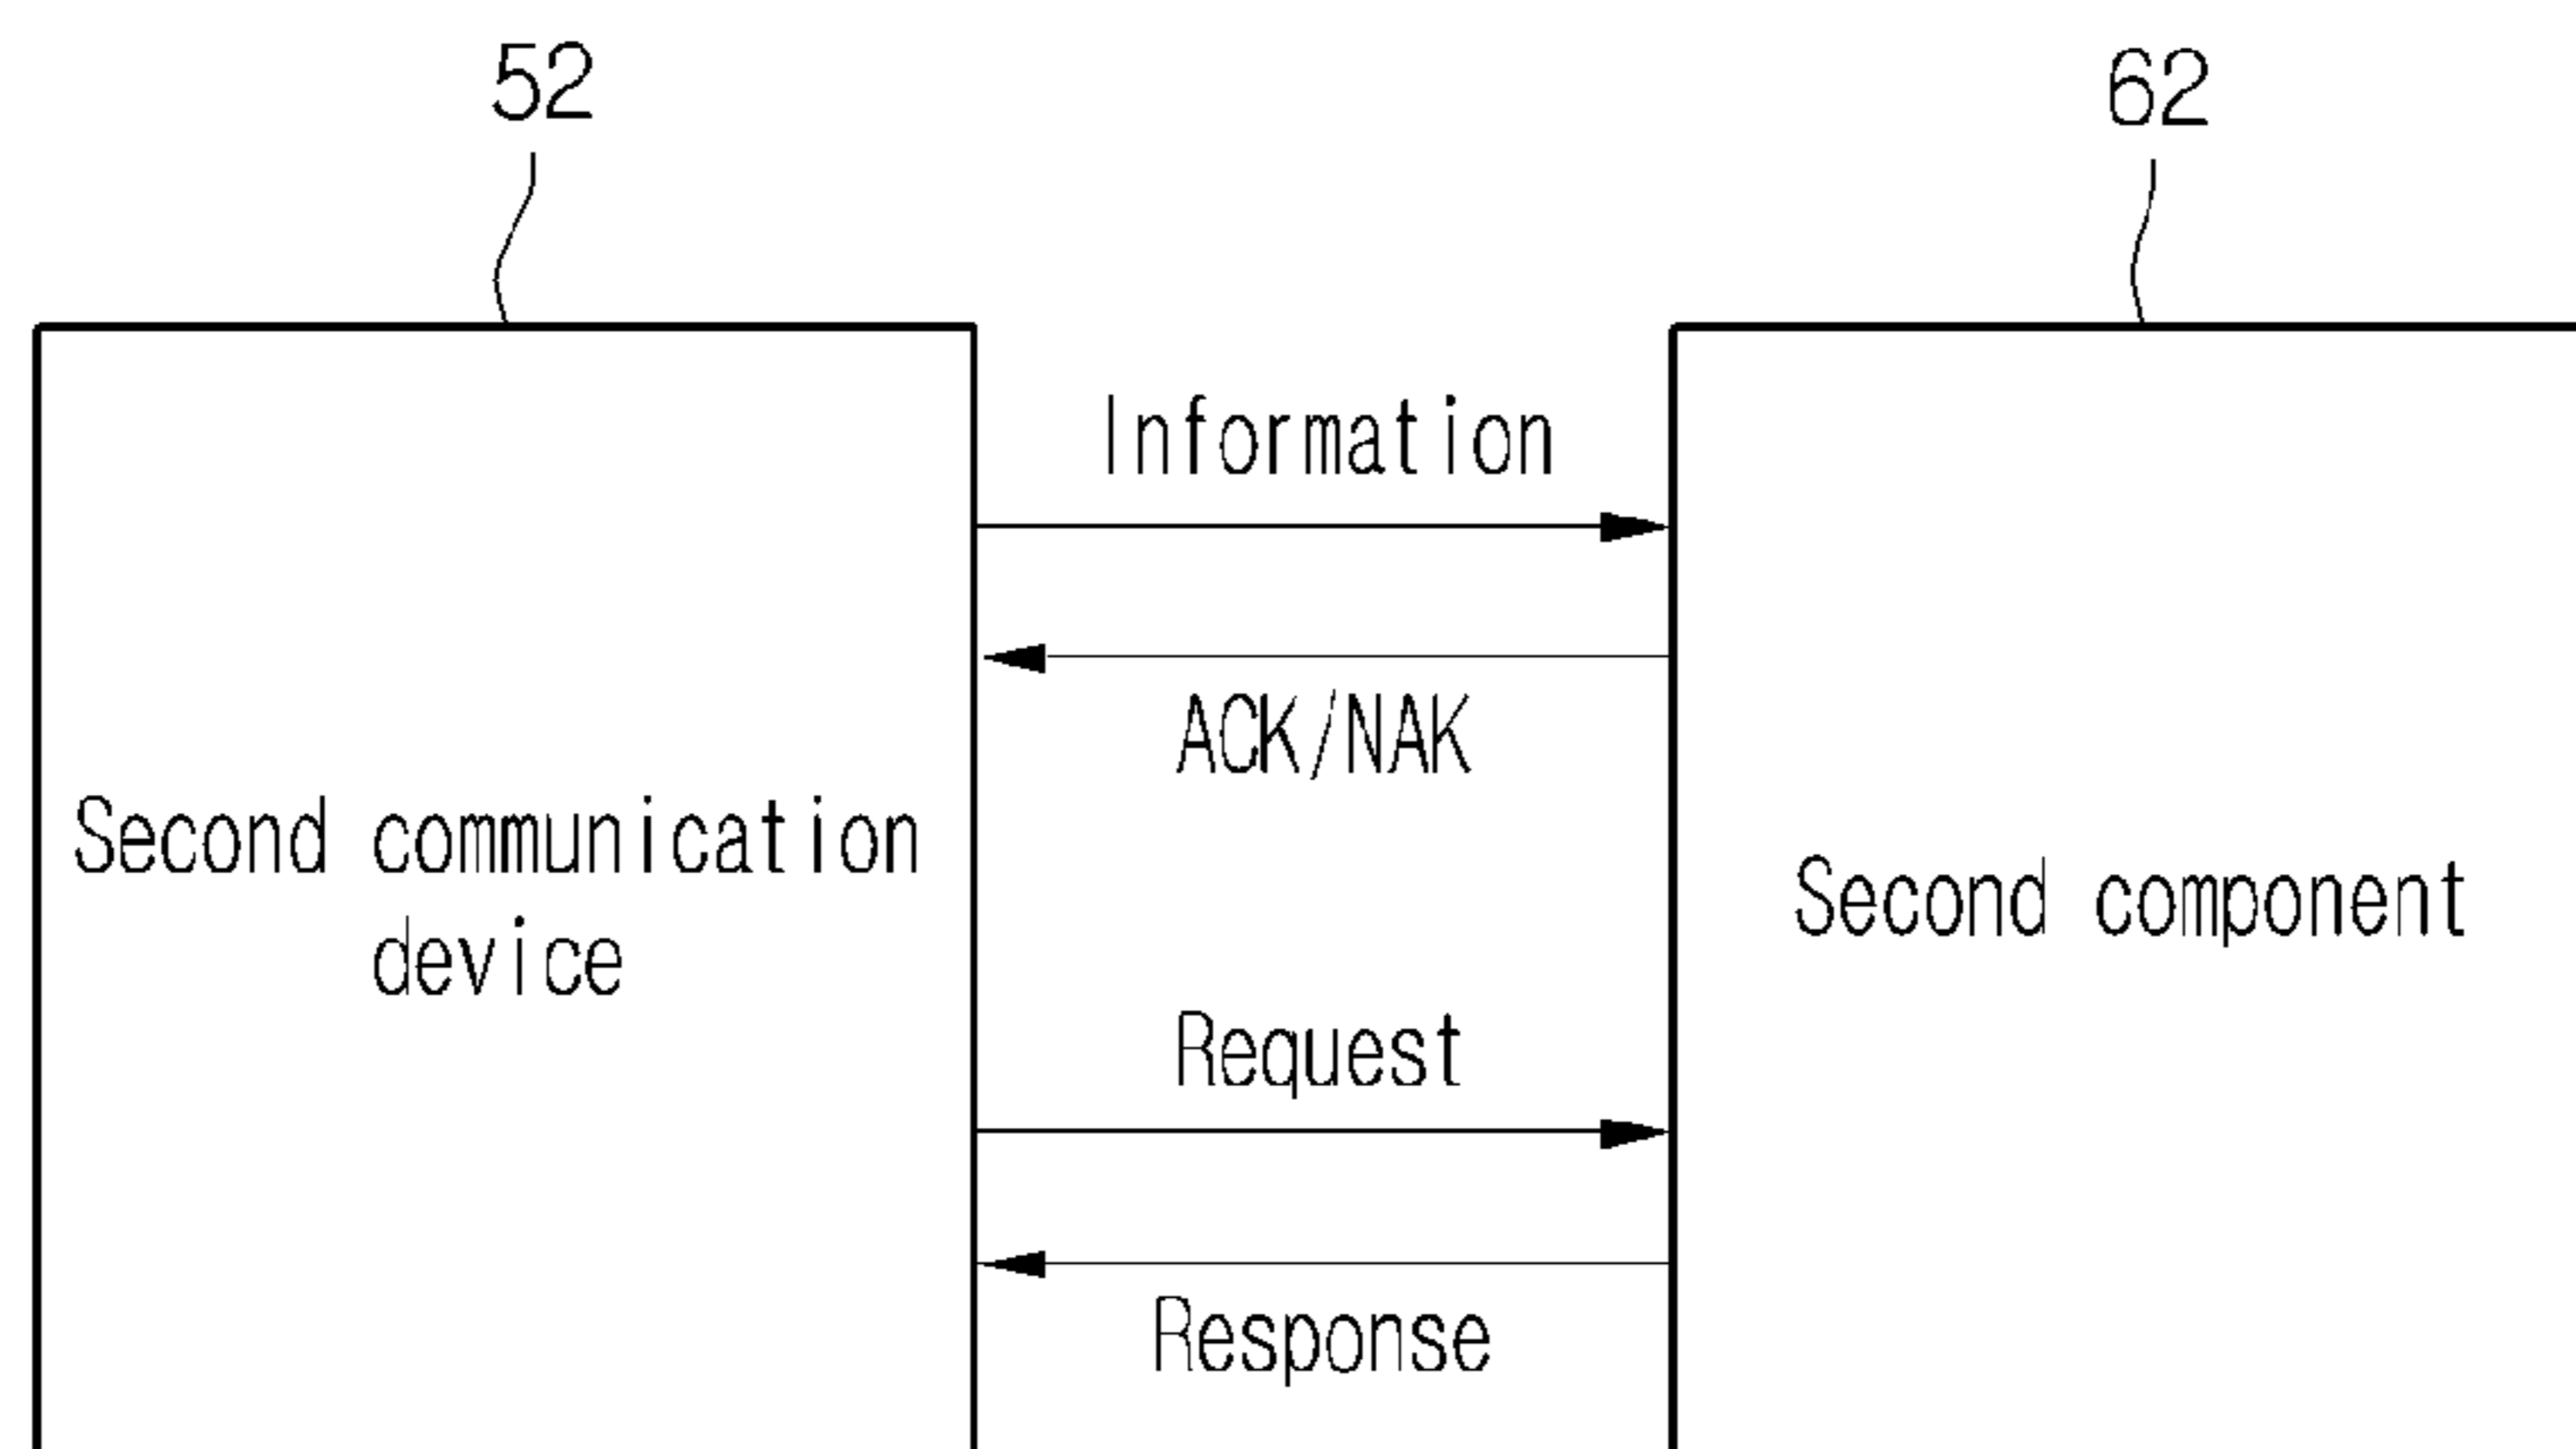 52
62
Information
ACK/NAK
Second communication
device
Second component
Request
Response